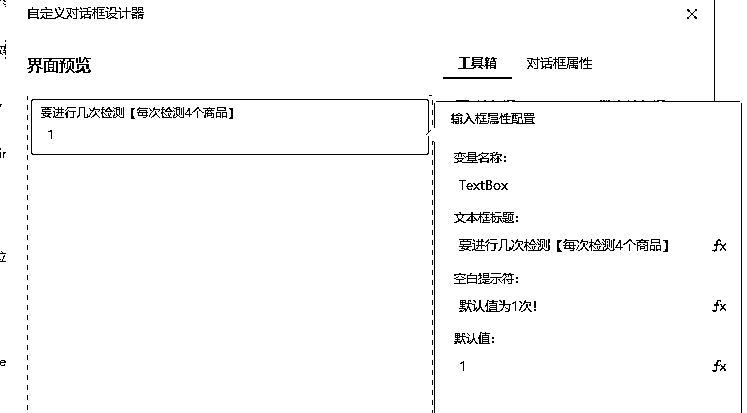 自定义对话框设计器
界面预览
工具箱 对话框属性
要进行几次检测【每次检测4个商品】
1
输入框属性配置
变量名称：
TextBox
文本框标题：
要进行几次检测【每次检测4个商品】 fx
空白提示符：
默认值为1次！ fx
默认值：
1 fx